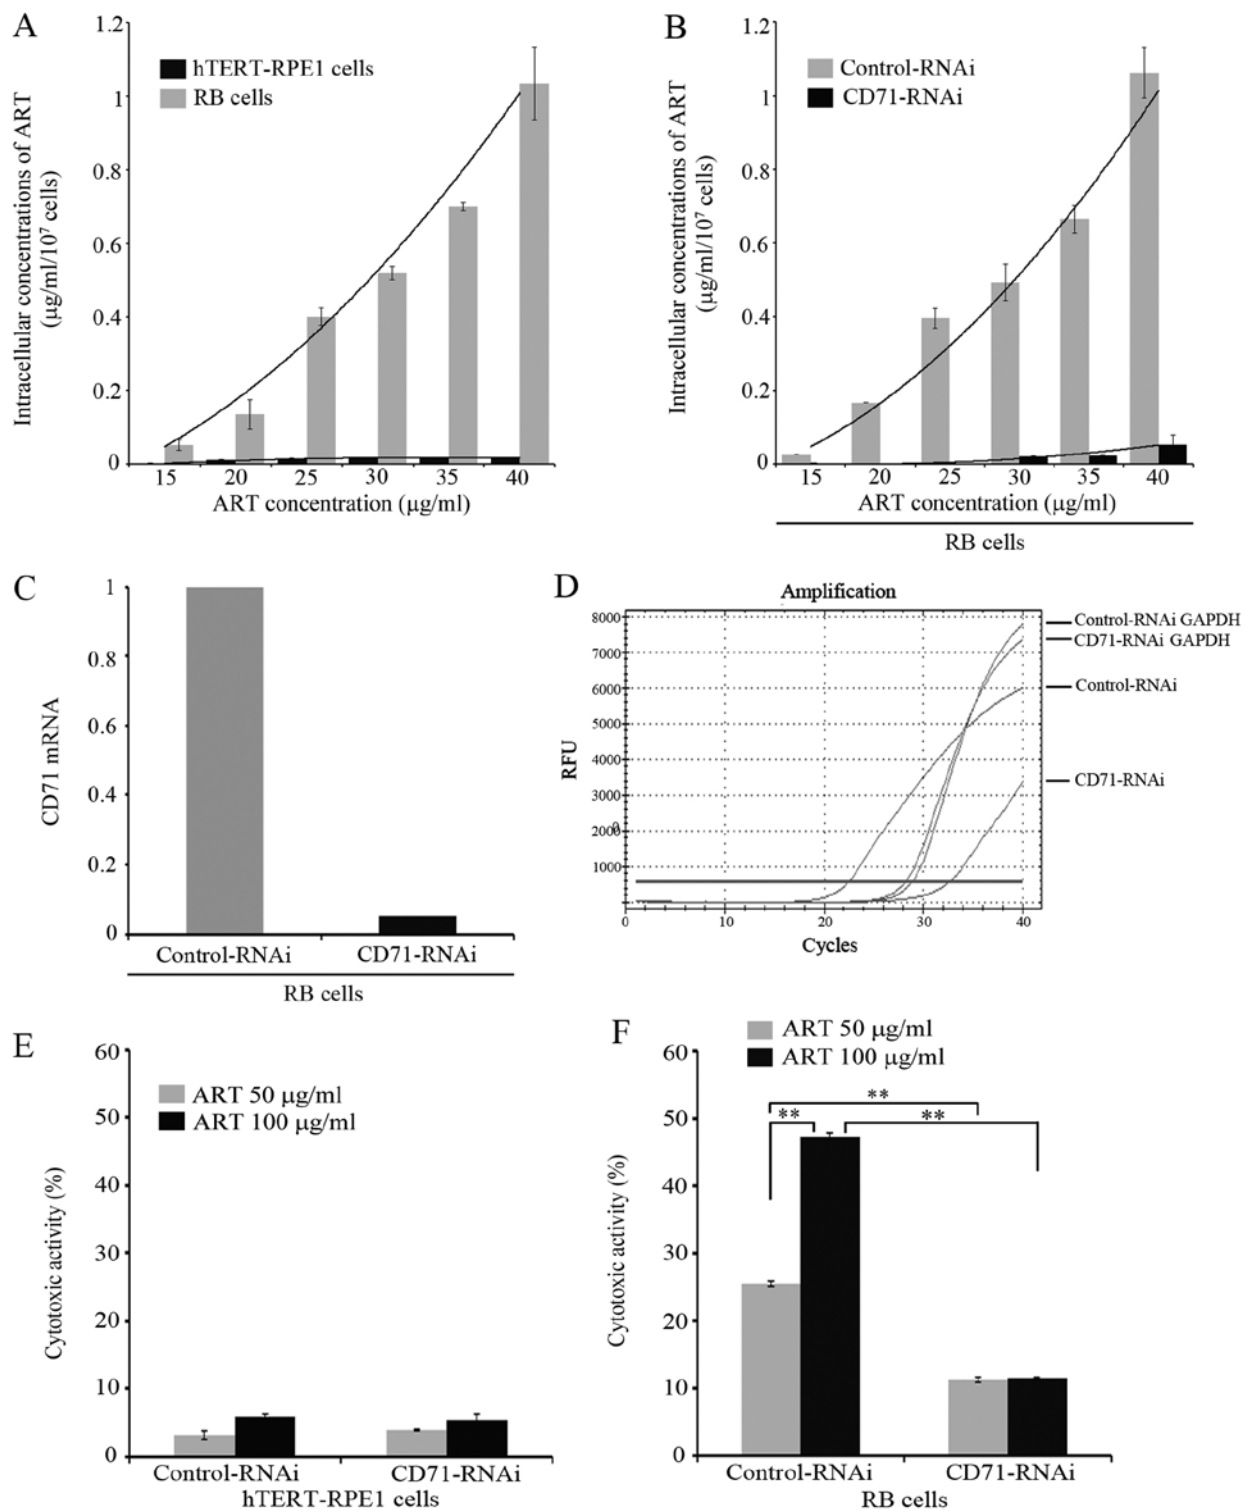 A
1.2
1
0.8
0.6
0.4
0.2
0
Intracellular concentrations of ART
(µg/ml/10⁷ cells)
hTERT-RPE1 cells
RB cells
15 20 25 30 35 40
ART concentration (µg/ml)
B
1.2
1
0.8
0.6
0.4
0.2
0
Intracellular concentrations of ART
(µg/ml/10⁷ cells)
Control-RNAi
CD71-RNAi
15 20 25 30 35 40
ART concentration (µg/ml)
RB cells
C
1
0.8
0.6
0.4
0.2
0
CD71 mRNA
Control-RNAi CD71-RNAi
RB cells
D
Amplification
8000
7000
6000
5000
4000
3000
2000
1000
0
RFU
0 10 20 30 40
Cycles
Control-RNAi GAPDH
CD71-RNAi GAPDH
Control-RNAi
CD71-RNAi
E
60
50
40
30
20
10
0
Cytotoxic activity (%)
ART 50 µg/ml
ART 100 µg/ml
Control-RNAi CD71-RNAi
hTERT-RPE1 cells
F
ART 50 µg/ml
ART 100 µg/ml
60
50
40
30
20
10
0
Cytotoxic activity (%)
**
** **
Control-RNAi CD71-RNAi
RB cells